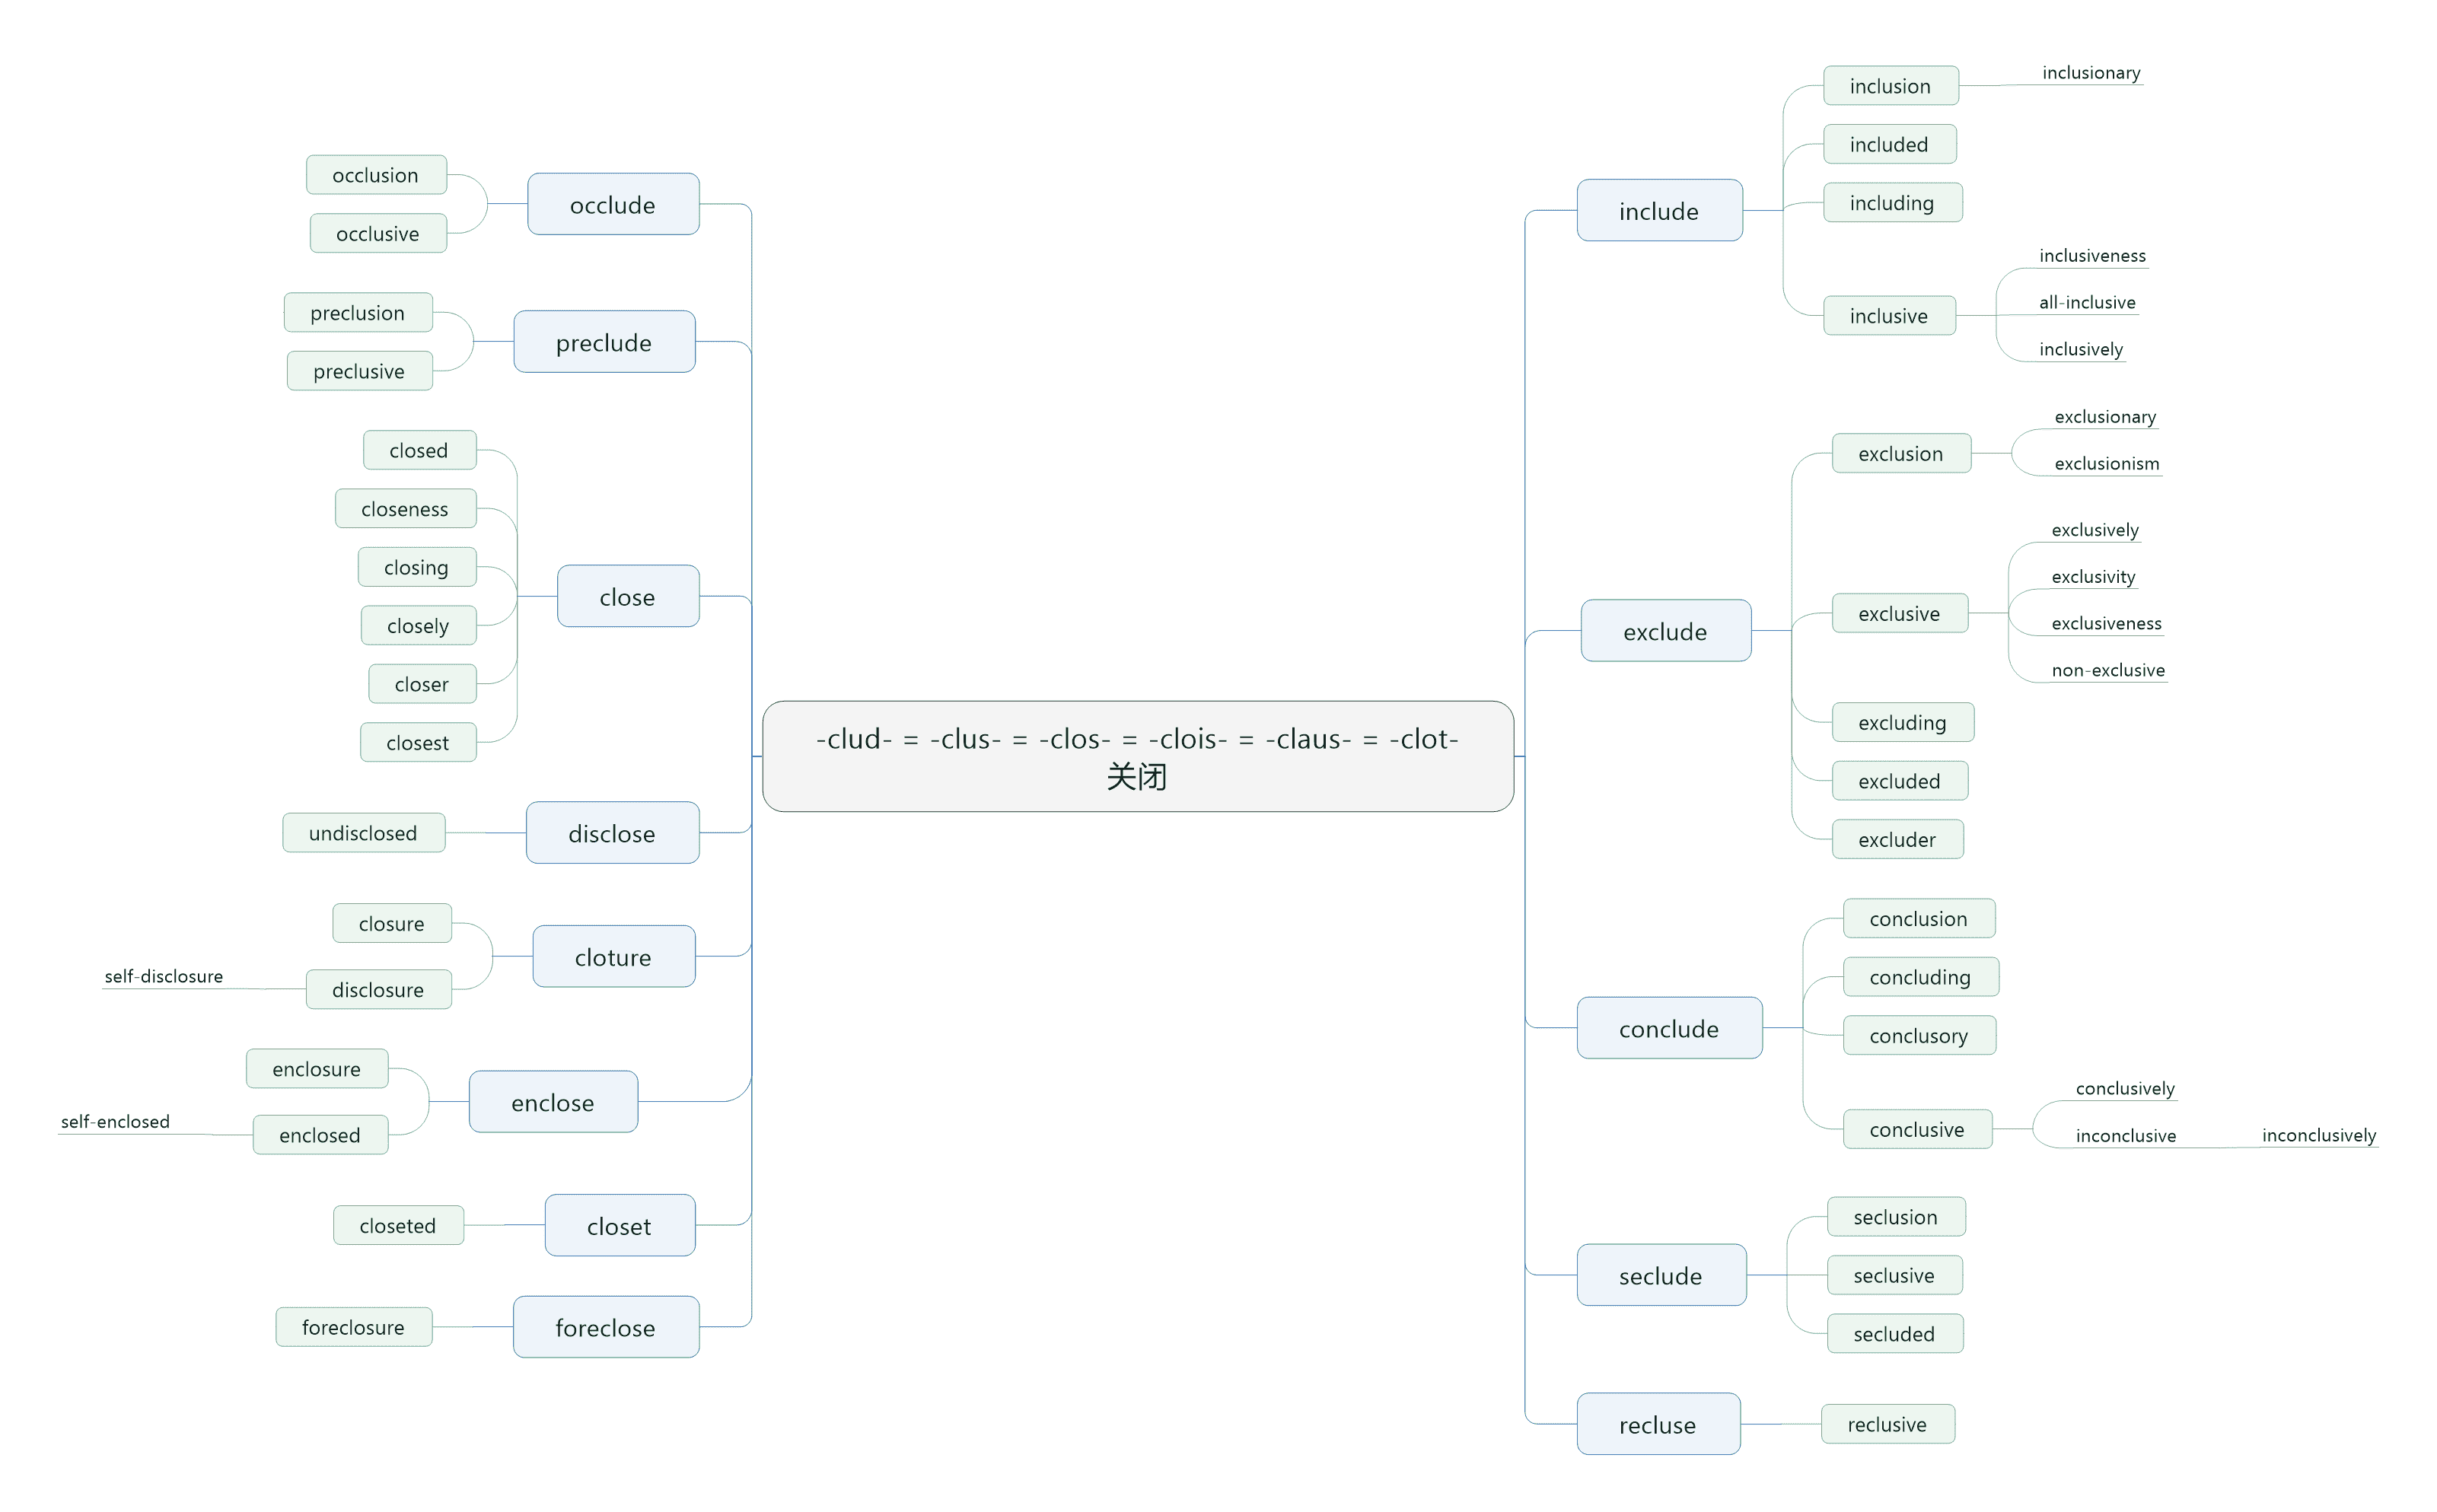 -clud- = -clus- = -clos- = -clois- = -claus- = -clot-
关闭
include
inclusion
inclusionary
included
including
inclusive
inclusiveness
all-inclusive
inclusively
exclude
exclusion
exclusionary
exclusionism
exclusive
exclusively
exclusivity
exclusiveness
non-exclusive
excluding
excluded
excluder
conclude
conclusion
concluding
conclusory
conclusive
conclusively
inconclusive
inconclusively
seclude
seclusion
seclusive
secluded
recluse
reclusive
occlude
occlusion
occlusive
preclude
preclusion
preclusive
close
closed
closeness
closing
closely
closer
closest
disclose
undisclosed
cloture
closure
disclosure
self-disclosure
enclose
enclosure
enclosed
self-enclosed
closet
closeted
foreclose
foreclosure